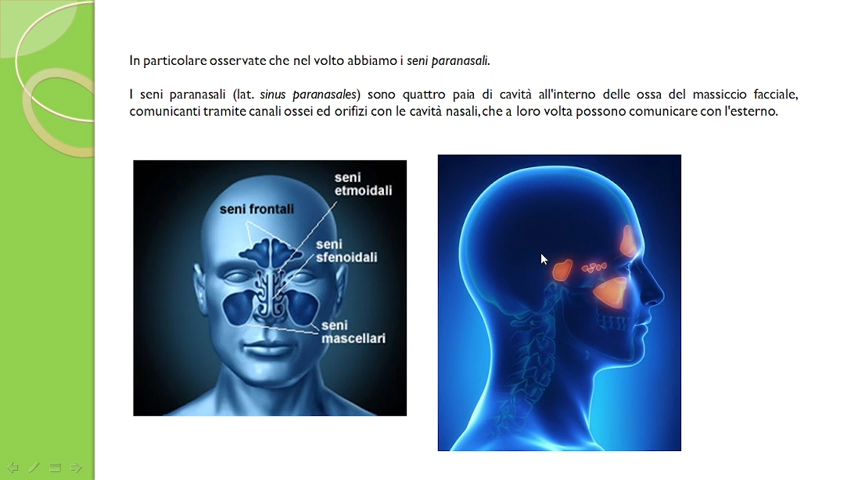 In particolare osservate che nel volto abbiamo i seni paranasali.
I seni paranasali (lat. sinus paranasales) sono quattro paia di cavità all'interno delle ossa del massiccio facciale,
comunicanti tramite canali ossei ed orifizi con le cavità nasali, che a loro volta possono comunicare con l'esterno.
seni
etmoidali
seni frontali
seni
sfenoidali
seni
mascellari